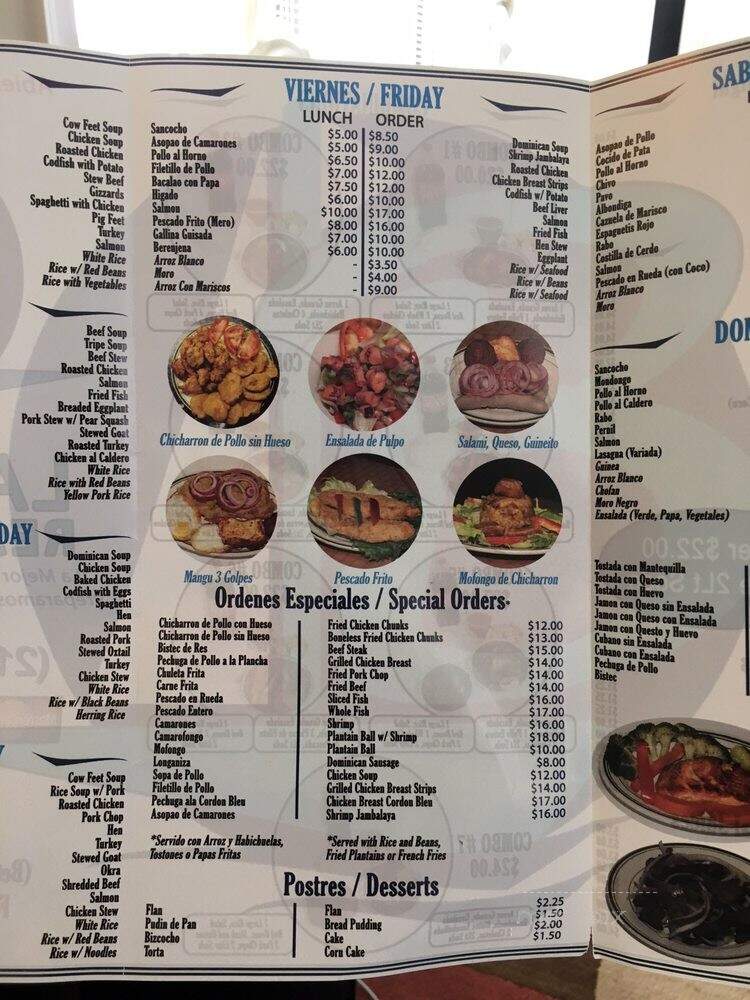 Cow Feet Soup
Chicken Soup
Roasted Chicken
Codfish with Potato
Stew Beef
Gizzards
Spaghetti with Chicken
Pig Feet
Turkey
Salmon
White Rice
Rice w/ Red Beans
Rice with Vegetables
Beef Soup
Tripe Soup
Beef Stew
Roasted Chicken
Salmon
Fried Fish
Breaded Eggplant
Pork Stew w/ Pear Squash
Stewed Goat
Roasted Turkey
Chicken al Caldero
White Rice
Rice with Red Beans
Yellow Pork Rice
DAY
Dominican Soup
Chicken Soup
Baked Chicken
Codfish with Eggs
Spaghetti
Hen
Salmon
Roasted Pork
Stewed Oxtail
Turkey
Chicken Stew
White Rice
Rice w/ Black Beans
Herring Rice
Cow Feet Soup
Rice Soup w/ Pork
Roasted Chicken
Pork Chop
Hen
Turkey
Stewed Goat
Okra
Shredded Beef
Salmon
Chicken Stew
White Rice
Rice w/ Red Beans
Rice w/ Noodles
VIERNES / FRIDAY
LUNCH ORDER
Sancocho $5.00 $8.50 Dominican Soup
Asopao de Camarones $5.00 $9.00 Shrimp Jambalaya
Pollo al Horno $6.50 $10.00 Roasted Chicken
Filetillo de Pollo $7.00 $12.00 Chicken Breast Strips
Bacalao con Papa $7.50 $12.00 Codfish w/ Potato
Higado $6.00 $10.00 Beef Liver
Salmon $10.00 $17.00 Salmon
Pescado Frito (Mero) $8.00 $16.00 Fried Fish
Gallina Guisada $7.00 $10.00 Hen Stew
Berenjena $6.00 $10.00 Eggplant
Arroz Blanco - $3.50 Rice w/ Seafood
Moro - $4.00 Rice w/ Beans
Arroz Con Mariscos - $9.00 Rice w/ Seafood
Chicharron de Pollo sin Hueso
Ensalada de Pulpo
Salami, Queso, Guineito
Mangu 3 Golpes
Pescado Frito
Mofongo de Chicharron
Ordenes Especiales / Special Orders*
Chicharron de Pollo con Hueso Fried Chicken Chunks $12.00
Chicharron de Pollo sin Hueso Boneless Fried Chicken Chunks $13.00
Bistec de Res Beef Steak $15.00
Pechuga de Pollo a la Plancha Grilled Chicken Breast $14.00
Chuleta Frita Fried Pork Chop $14.00
Carne Frita Fried Beef $14.00
Pescado en Rueda Sliced Fish $16.00
Pescado Entero Whole Fish $17.00
Camarones Shrimp $16.00
Camarofongo Plantain Ball w/ Shrimp $18.00
Mofongo Plantain Ball $10.00
Longaniza Dominican Sausage $8.00
Sopa de Pollo Chicken Soup $12.00
Filetillo de Pollo Grilled Chicken Breast Strips $14.00
Pechuga ala Cordon Bleu Chicken Breast Cordon Bleu $17.00
Asopao de Camarones Shrimp Jambalaya $16.00
*Servido con Arroz y Habichuelas,
Tostones o Papas Fritas
*Served with Rice and Beans,
Fried Plantains or French Fries
Postres / Desserts
Flan Flan $2.25
Pudin de Pan Bread Pudding $1.50
Bizcocho Cake $2.00
Torta Corn Cake $1.50
SAB
Asopao de Pollo
Cocido de Pata
Pollo al Horno
Chivo
Pavo
Albondiga
Cazuela de Marisco
Espaguetis Rojo
Rabo
Costilla de Cerdo
Salmon
Pescado en Rueda (con Coco)
Arroz Blanco
Moro
DO
Sancocho
Mondongo
Pollo al Horno
Pollo al Caldero
Rabo
Pernil
Salmon
Lasagna (Variada)
Guinea
Arroz Blanco
Chofan
Moro Negro
Ensalada (Verde, Papa, Vegetales)
Tostada con Mantequilla
Tostada con Queso
Tostada con Huevo
Jamon con Queso sin Ensalada
Jamon con Queso con Ensalada
Jamon con Questo y Huevo
Cubano sin Ensalada
Cubano con Ensalada
Pechuga de Pollo
Bistec